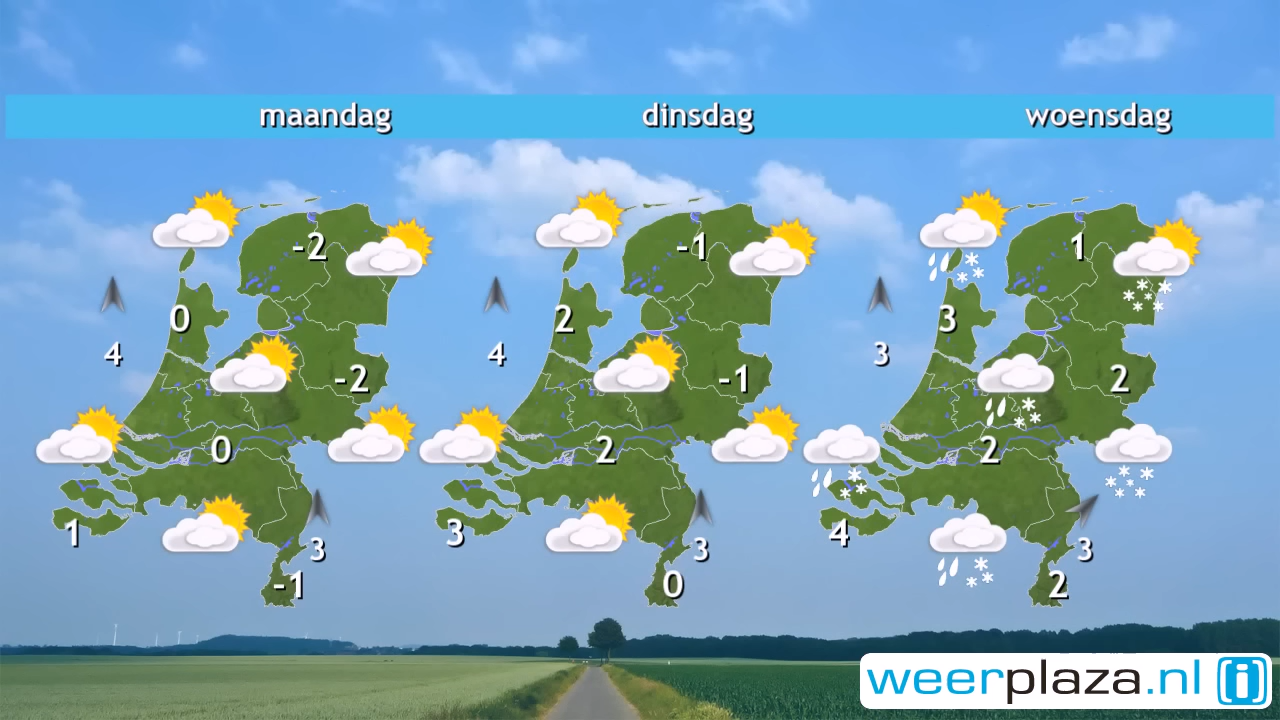 maandag dinsdag woensdag
-2 -1 1
0 2 3
4 4 3
-2 -1 2
0 2 2
1 3 4
3 3 3
-1 0 2
weerplaza.nl i